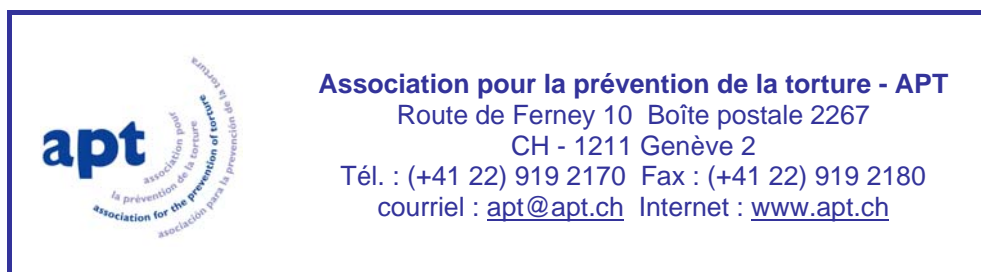 apt
association pour
la prévention de la torture
association for the prevention of torture
asociación para la prevención de la tortura
Association pour la prévention de la torture - APT
Route de Ferney 10 Boîte postale 2267
CH - 1211 Genève 2
Tél. : (+41 22) 919 2170 Fax : (+41 22) 919 2180
courriel : apt@apt.ch Internet : www.apt.ch